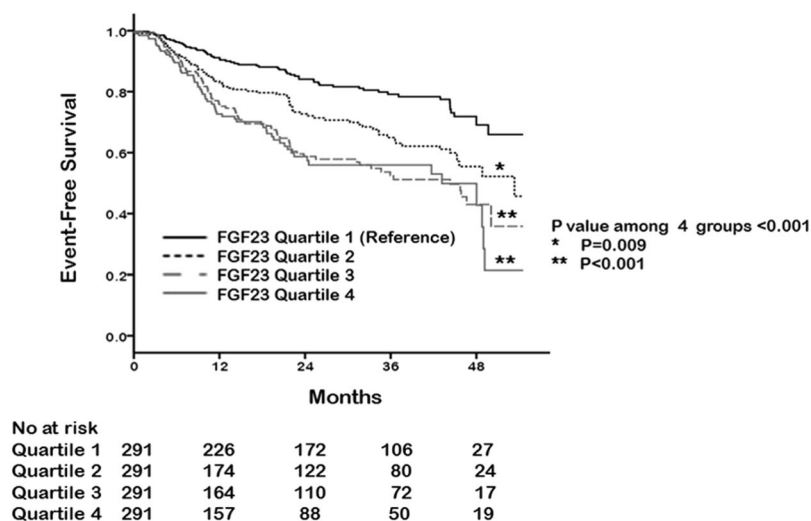 1.0
0.8
0.6
0.4
0.2
0.0
Event-Free Survival
FGF23 Quartile 1 (Reference)
FGF23 Quartile 2
FGF23 Quartile 3
FGF23 Quartile 4
*
**
**
P value among 4 groups <0.001
* P=0.009
** P<0.001
0 12 24 36 48
Months
No at risk
Quartile 1 291 226 172 106 27
Quartile 2 291 174 122 80 24
Quartile 3 291 164 110 72 17
Quartile 4 291 157 88 50 19